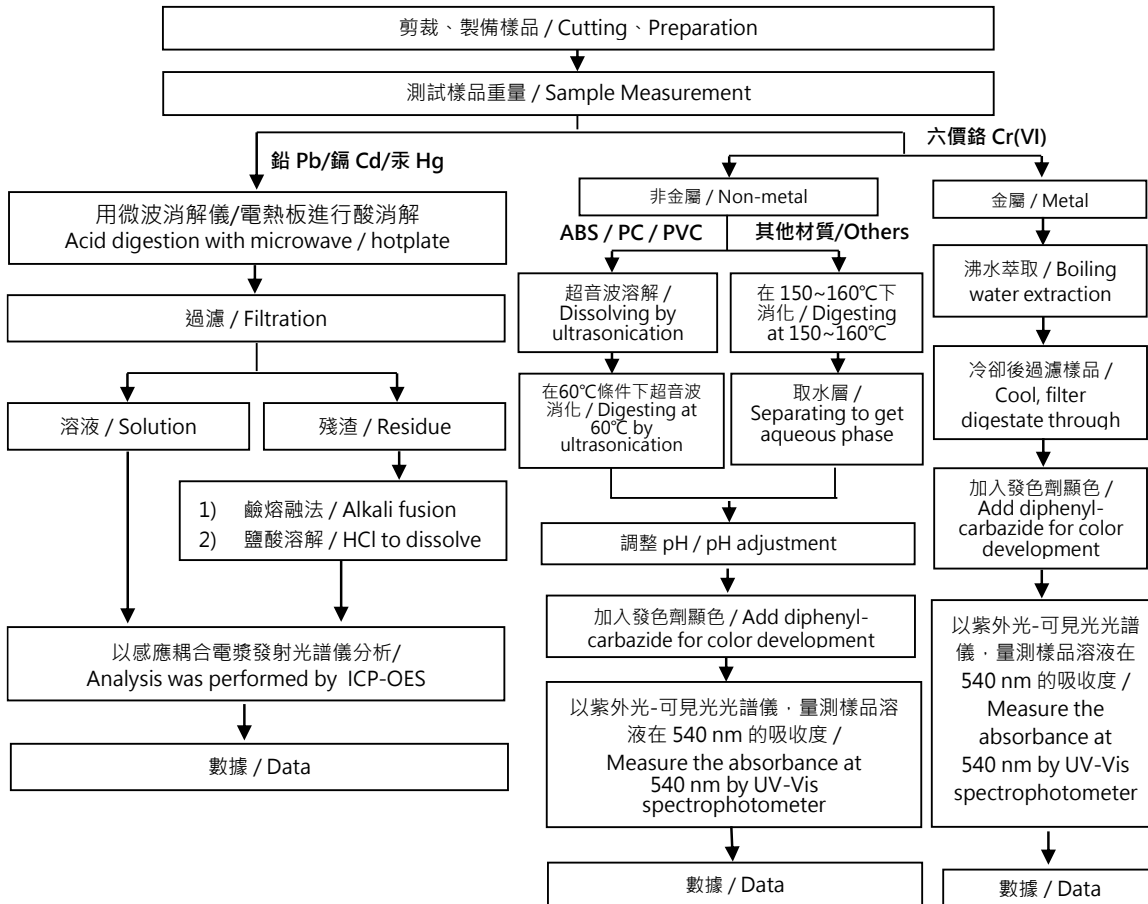 剪裁、製備樣品 / Cutting、Preparation
測試樣品重量 / Sample Measurement
鉛 Pb/鎘 Cd/汞 Hg
用微波消解儀/電熱板進行酸消解
Acid digestion with microwave / hotplate
過濾 / Filtration
溶液 / Solution
殘渣 / Residue
1) 鹼熔融法 / Alkali fusion
2) 鹽酸溶解 / HCl to dissolve
以感應耦合電漿發射光譜儀分析/
Analysis was performed by ICP-OES
數據 / Data
六價鉻 Cr(VI)
非金屬 / Non-metal
ABS / PC / PVC
超音波溶解 /
Dissolving by
ultrasonication
在60℃條件下超音波
消化 / Digesting at
60℃ by
ultrasonication
其他材質/Others
在 150~160℃下
消化 / Digesting
at 150~160℃
取水層 /
Separating to get
aqueous phase
調整 pH / pH adjustment
加入發色劑顯色 / Add diphenyl-
carbazide for color development
以紫外光-可見光光譜儀，量測樣品溶
液在 540 nm 的吸收度 /
Measure the absorbance at
540 nm by UV-Vis
spectrophotometer
數據 / Data
金屬 / Metal
沸水萃取 / Boiling
water extraction
冷卻後過濾樣品 /
Cool, filter
digestate through
加入發色劑顯色 /
Add diphenyl-
carbazide for color
development
以紫外光-可見光光譜
儀，量測樣品溶液在
540 nm 的吸收度 /
Measure the
absorbance at
540 nm by UV-Vis
spectrophotometer
數據 / Data